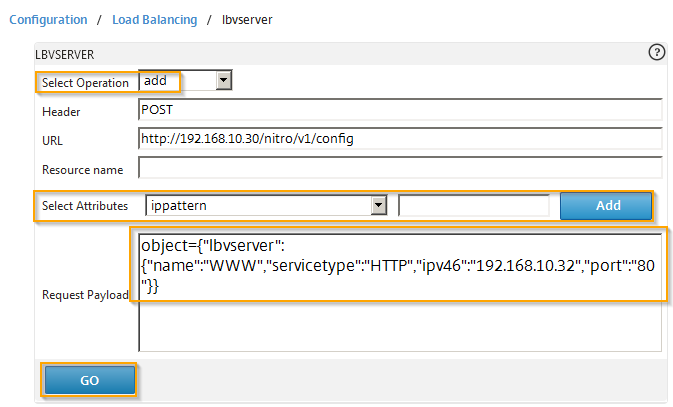 Configuration / Load Balancing / lbvserver
LBVSERVER ?
Select Operation add
Header POST
URL http://192.168.10.30/nitro/v1/config
Resource name
Select Attributes ippattern Add
object={"lbvserver":
{"name":"WWW","servicetype":"HTTP","ipv46":"192.168.10.32","port":"80
"}}
Request Payload
GO